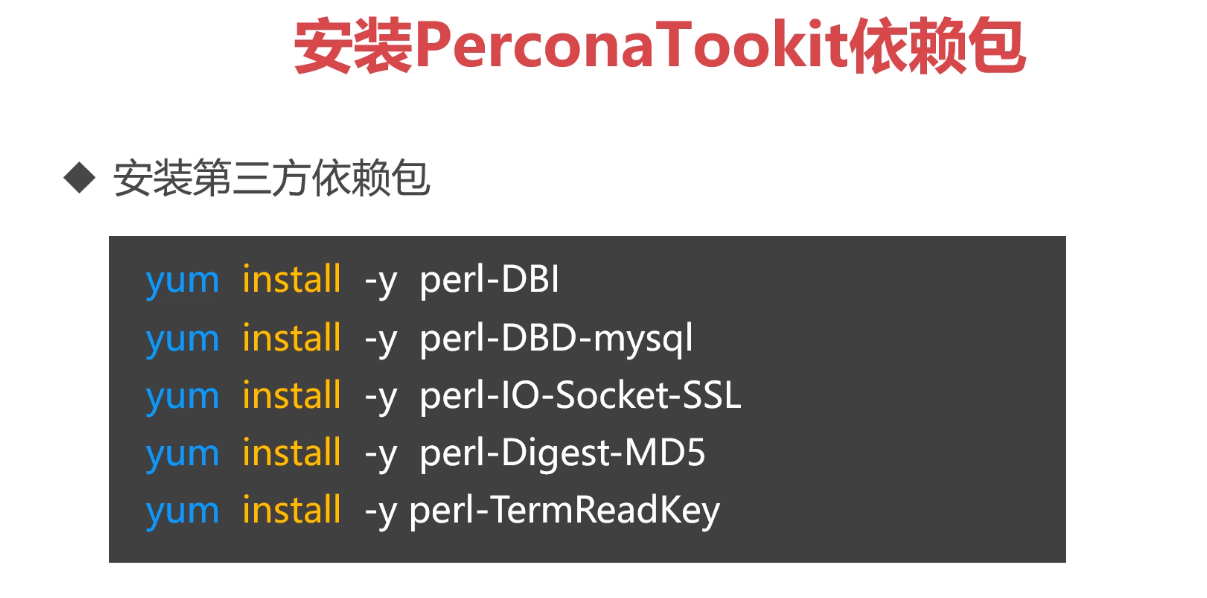 安装PerconaTookit依赖包
安装第三方依赖包
yum install -y perl-DBI
yum install -y perl-DBD-mysql
yum install -y perl-IO-Socket-SSL
yum install -y perl-Digest-MD5
yum install -y perl-TermReadKey